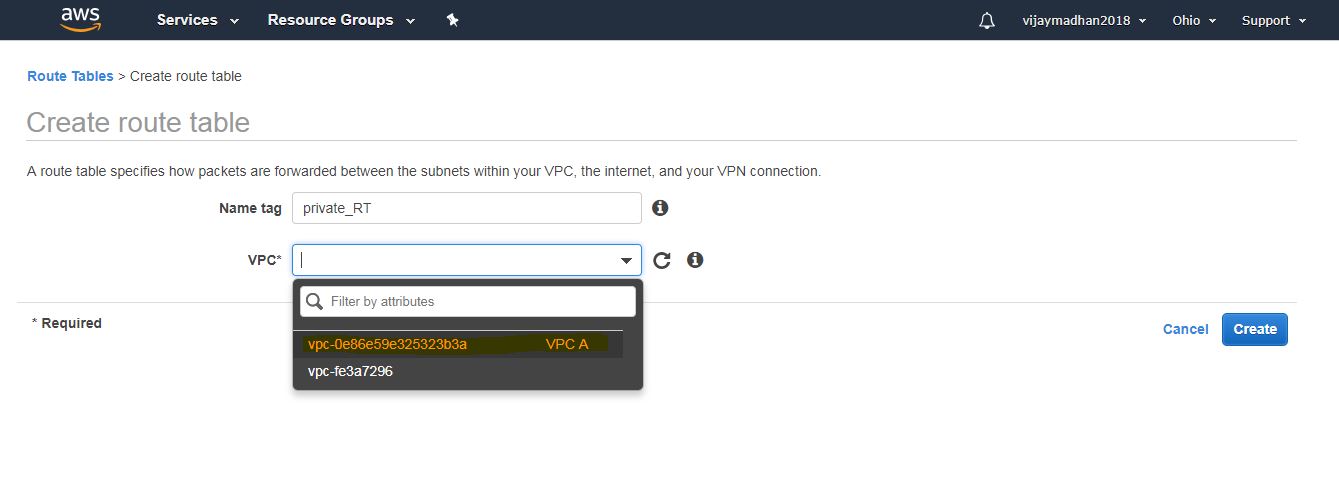 aws Services Resource Groups vijaymadhan2018 Ohio Support
Route Tables > Create route table
Create route table
A route table specifies how packets are forwarded between the subnets within your VPC, the internet, and your VPN connection.
Name tag private_RT
VPC*
Filter by attributes
vpc-0e86e59e325323b3a VPC A
vpc-fe3a7296
* Required
Cancel Create